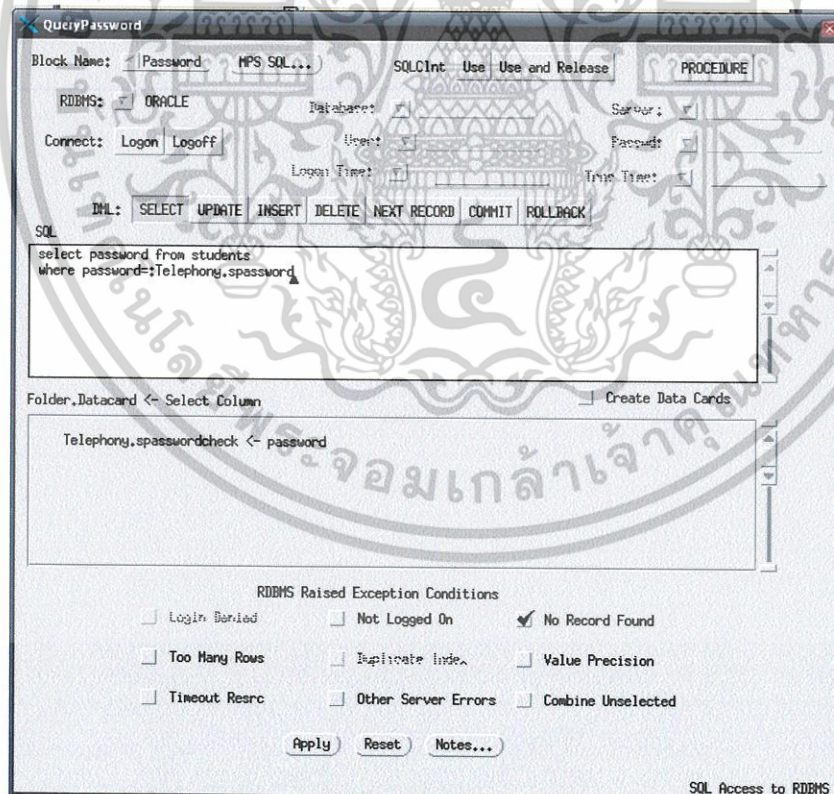 QueryPassword
Block Name: Password MPS SQL... SQLClnt Use Use and Release PROCEDURE
RDBMS: ORACLE Database: Server:
Connect: Logon Logoff User: Passwd:
Logon Time: Tran Time:
DML: SELECT UPDATE INSERT DELETE NEXT RECORD COMMIT ROLLBACK
SQL
select password from students
where password=:Telephony.spassword
Folder.Datacard <- Select Column Create Data Cards
Telephony.spasswordcheck <- password
RDBMS Raised Exception Conditions
Login Denied Not Logged On No Record Found
Too Many Rows Duplicate Index Value Precision
Timeout Resrc Other Server Errors Combine Unselected
Apply Reset Notes...
SQL Access to RDBMS